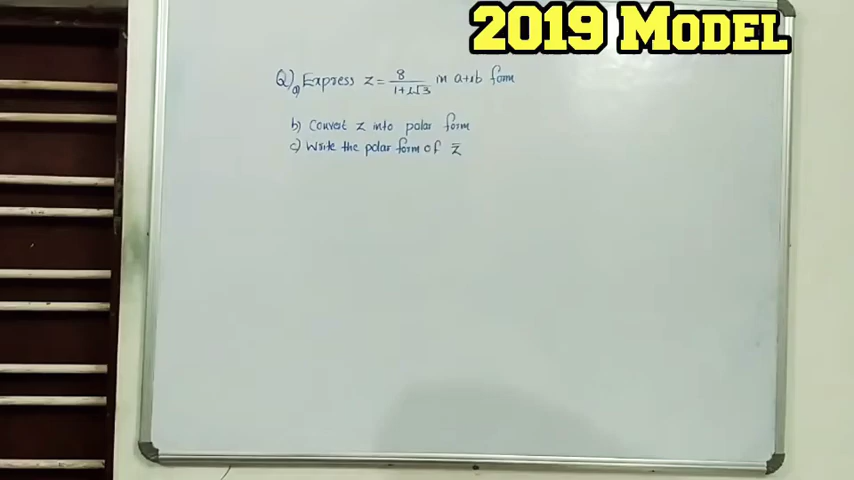 2019 MODEL
Q) a) Express z = 8/(1+i√3) in a+ib form
b) Convert z into polar form
c) Write the polar form of z̅